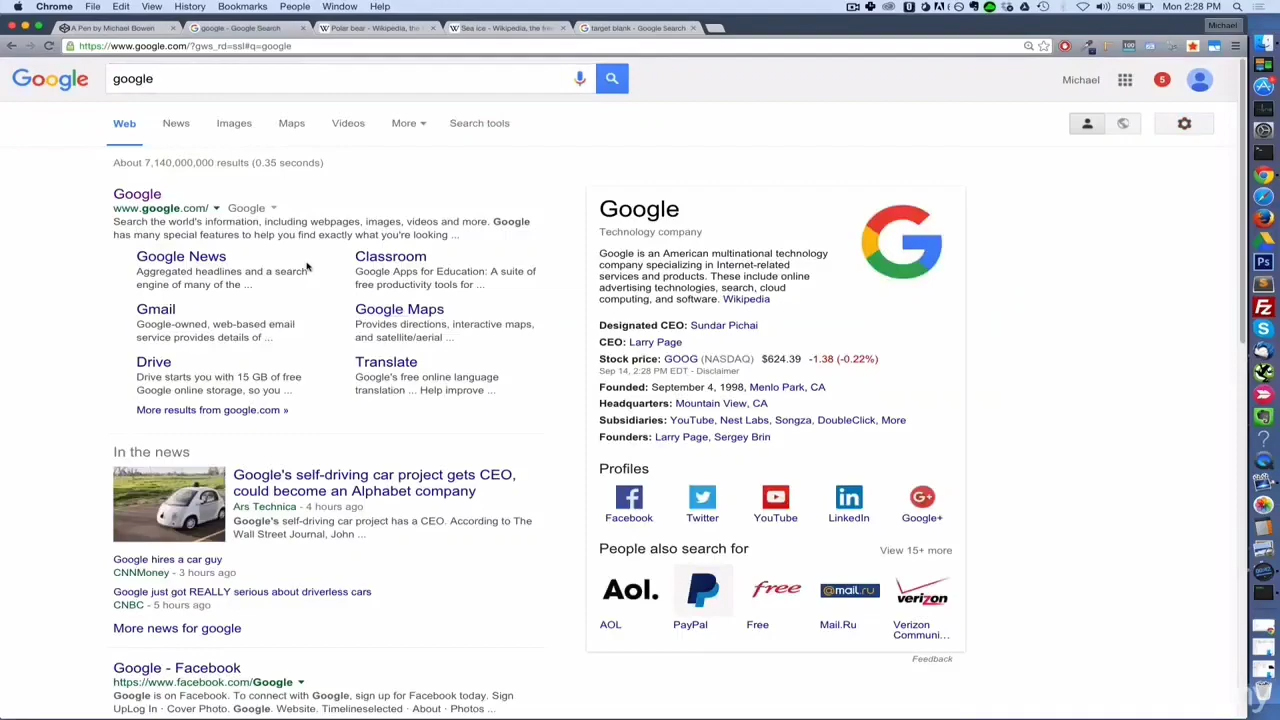 Chrome File Edit View History Bookmarks People Window Help
50% Mon 2:28 PM
A Pen by Michael Bowen
google - Google Search
Polar bear - Wikipedia, the
Sea ice - Wikipedia, the free
target blank - Google Search
Michael
https://www.google.com/?gws_rd=ssl#q=google
100
Google
google
Michael
5
Web News Images Maps Videos More Search tools
About 7,140,000,000 results (0.35 seconds)
Google
www.google.com/ Google
Search the world's information, including webpages, images, videos and more. Google
has many special features to help you find exactly what you're looking ...
Google News
Aggregated headlines and a search
engine of many of the ...
Classroom
Google Apps for Education: A suite of
free productivity tools for ...
Gmail
Google-owned, web-based email
service provides details of ...
Google Maps
Provides directions, interactive maps,
and satellite/aerial ...
Drive
Drive starts you with 15 GB of free
Google online storage, so you ...
Translate
Google's free online language
translation ... Help improve ...
More results from google.com »
In the news
Google's self-driving car project gets CEO,
could become an Alphabet company
Ars Technica - 4 hours ago
Google's self-driving car project has a CEO. According to The
Wall Street Journal, John ...
Google hires a car guy
CNNMoney - 3 hours ago
Google just got REALLY serious about driverless cars
CNBC - 5 hours ago
More news for google
Google - Facebook
https://www.facebook.com/Google
Google is on Facebook. To connect with Google, sign up for Facebook today. Sign
UpLog In · Cover Photo. Google. Website. Timelineselected · About · Photos ...
Google
Technology company
Google is an American multinational technology
company specializing in Internet-related
services and products. These include online
advertising technologies, search, cloud
computing, and software. Wikipedia
Designated CEO: Sundar Pichai
CEO: Larry Page
Stock price: GOOG (NASDAQ) $624.39 -1.38 (-0.22%)
Sep 14, 2:28 PM EDT - Disclaimer
Founded: September 4, 1998, Menlo Park, CA
Headquarters: Mountain View, CA
Subsidiaries: YouTube, Nest Labs, Songza, DoubleClick, More
Founders: Larry Page, Sergey Brin
Profiles
Facebook Twitter YouTube LinkedIn Google+
People also search for
View 15+ more
Aol. free @mail.ru verizon
AOL PayPal Free Mail.Ru Verizon
Communi...
Feedback
Ps